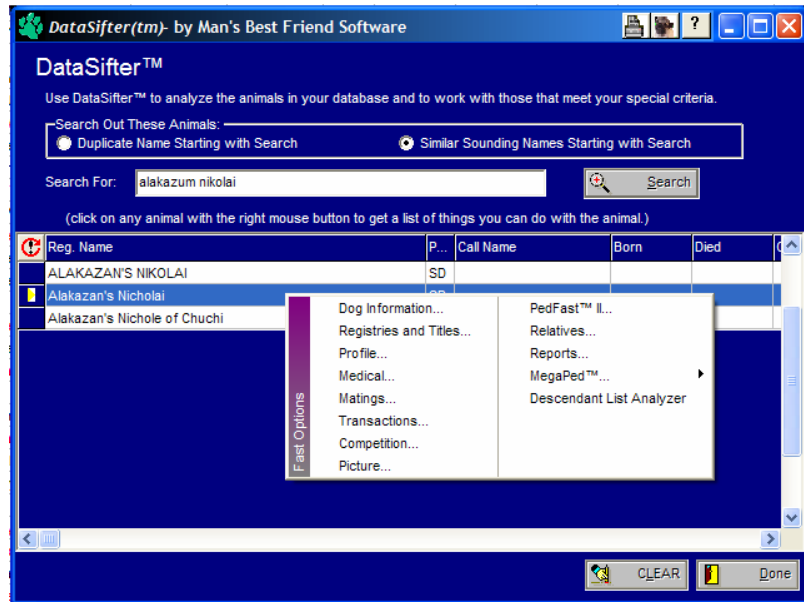 DataSifter(tm)- by Man's Best Friend Software ?
DataSifter™
Use DataSifter™ to analyze the animals in your database and to work with those that meet your special criteria.
Search Out These Animals:
Duplicate Name Starting with Search Similar Sounding Names Starting with Search
Search For: alakazum nikolai Search
(click on any animal with the right mouse button to get a list of things you can do with the animal.)
Reg. Name P... Call Name Born Died
ALAKAZAN'S NIKOLAI SD
Alakazan's Nicholai
Alakazan's Nichole of Chuchi
Fast Options
Dog Information...
Registries and Titles...
Profile...
Medical...
Matings...
Transactions...
Competition...
Picture...
PedFast™ II...
Relatives...
Reports...
MegaPed™...
Descendant List Analyzer
CLEAR Done